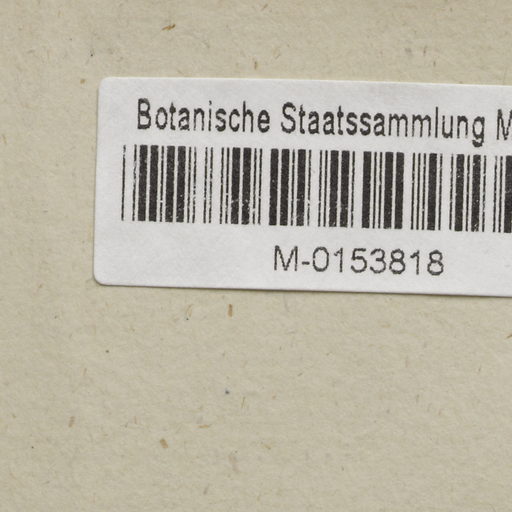 Botanische Staatssammlung M
M-0153818